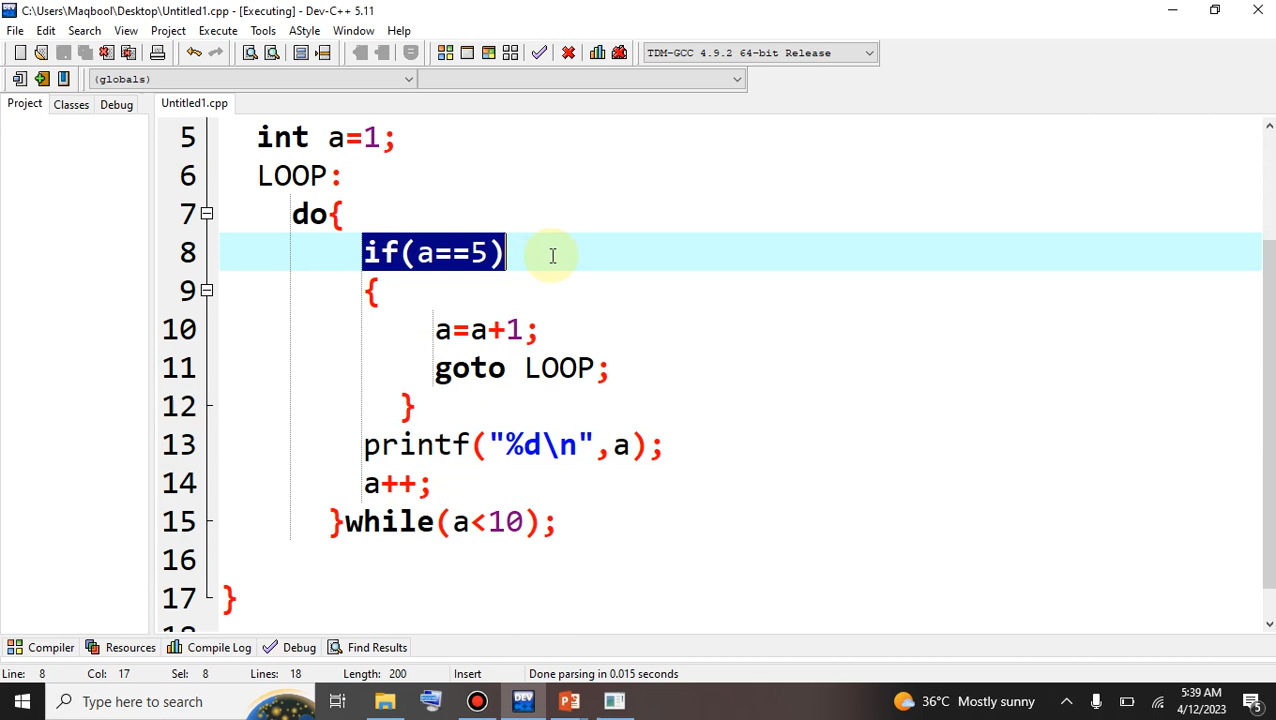 C:\Users\Maqbool\Desktop\Untitled1.cpp - [Executing] - Dev-C++ 5.11
File Edit Search View Project Execute Tools AStyle Window Help
TDM-GCC 4.9.2 64-bit Release
(globals)
Project Classes Debug Untitled1.cpp
5 int a=1;
6 LOOP:
7 do{
8 if(a==5)
9 {
10 a=a+1;
11 goto LOOP;
12 }
13 printf("%d\n",a);
14 a++;
15 }while(a<10);
16
17 }
Compiler Resources Compile Log Debug Find Results
Line: 8 Col: 17 Sel: 8 Lines: 18 Length: 200 Insert Done parsing in 0.015 seconds
Type here to search DEV 36°C Mostly sunny 5:39 AM
4/12/2023 5